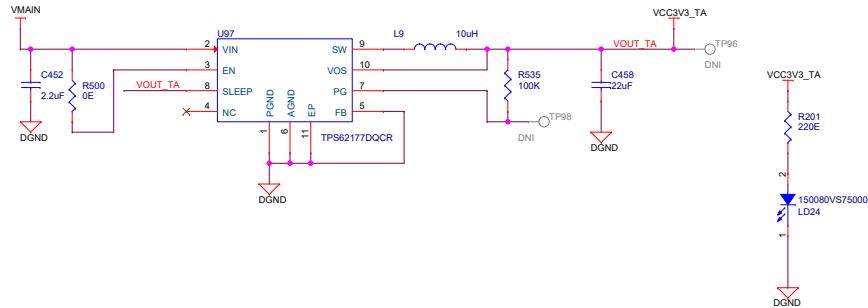 VMAIN
VCC3V3_TA
U97
L9 10uH
2 VIN SW 9
VOUT_TA
TP96
DNI
3 EN VOS 10
C452
2.2uF
R500
0E
R535
100K
C458
22uF
VCC3V3_TA
VOUT_TA 8 SLEEP PG 7
TP98
DNI
4 NC FB 5
PGND AGND EP
TPS62177DQCR
1 6 11
DGND
DGND
DGND
R201
220E
2
150080VS75000
LD24
1
DGND